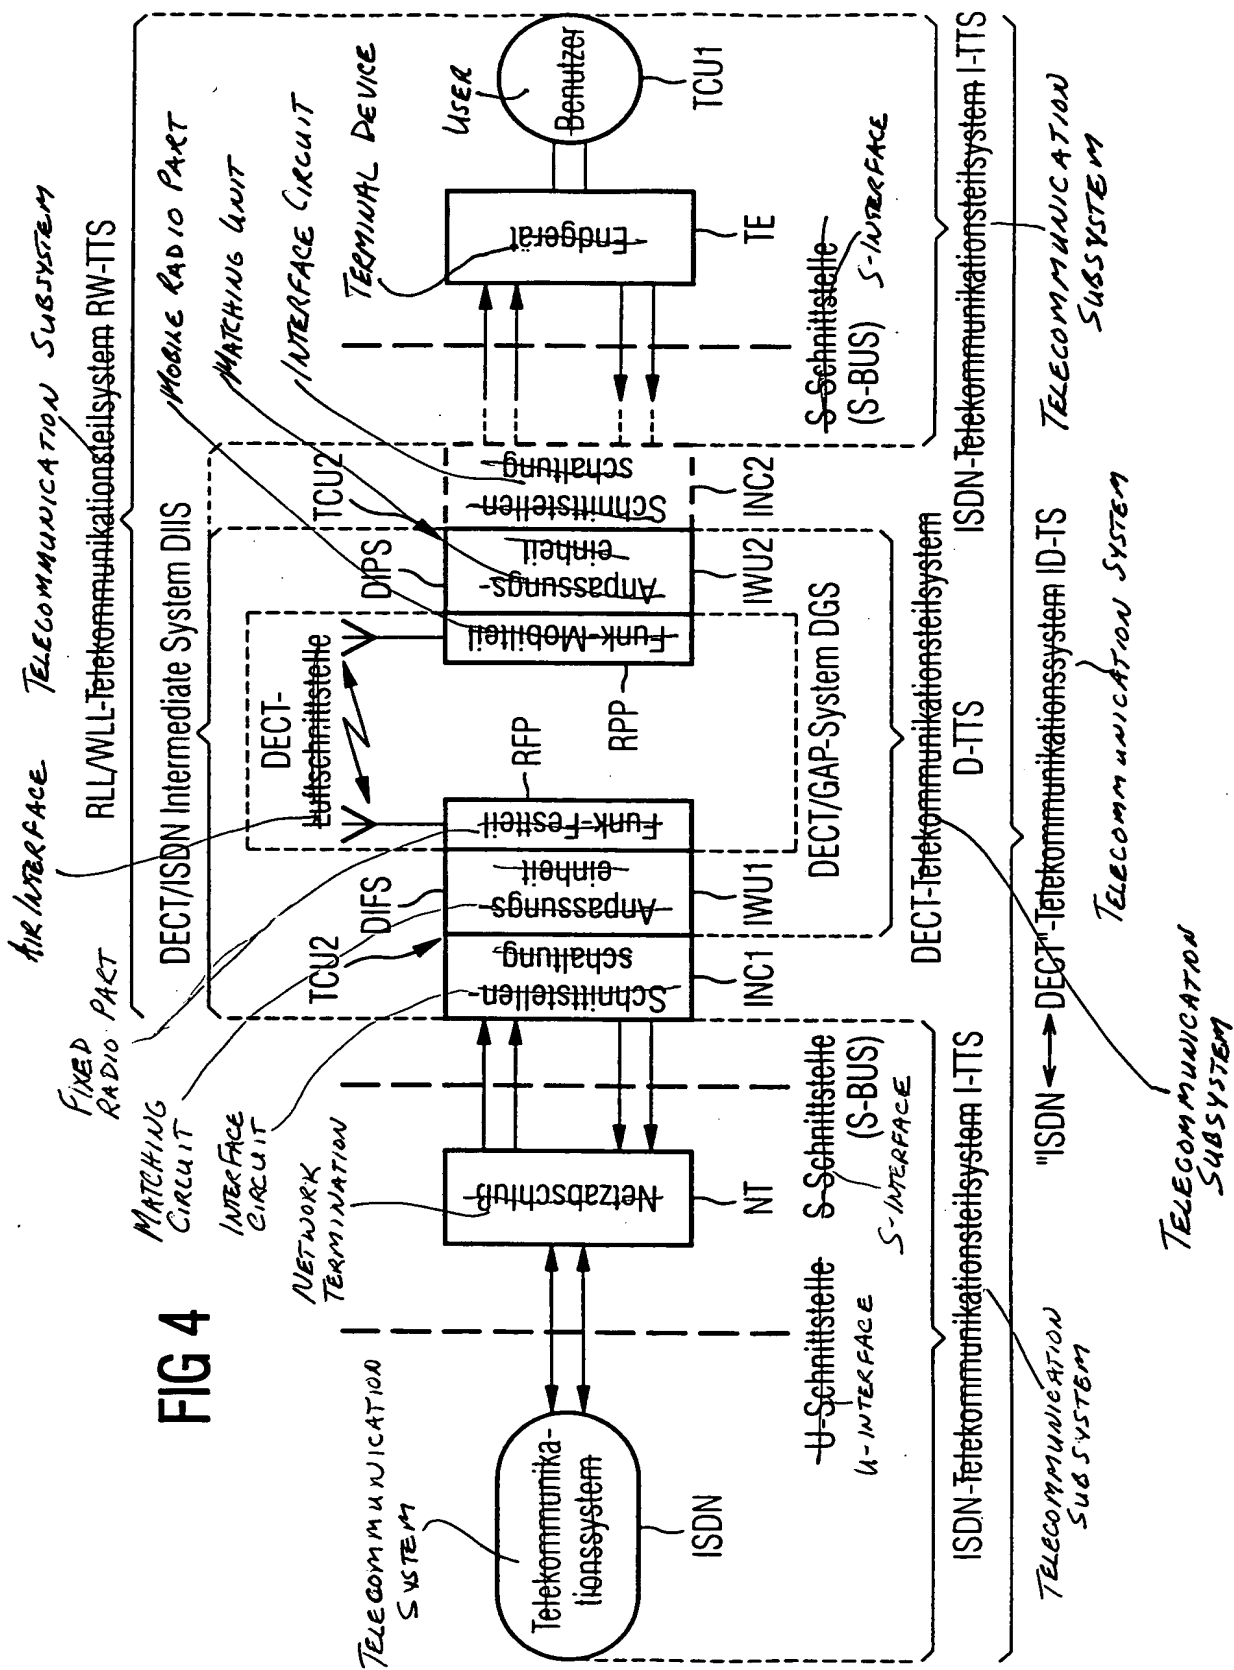 FIG 4
AIR INTERFACE
TELECOMMUNICATION SUBSYSTEM
RLL/WLL-Telekommunikationsteilsystem RW-TTS
DECT/ISDN Intermediate System DIIS
MOBILE RADIO PART
MATCHING UNIT
INTERFACE CIRCUIT
TERMINAL DEVICE
USER
FIXED
RADIO PART
MATCHING
CIRCUIT
INTERFACE
CIRCUIT
NETWORK
TERMINATION
TELECOMMUNICATION
SYSTEM
DECT-
Luftschnittstelle
TCU2
DIFS
DIPS
TCU2
Telekommunika-
tionssystem
ISDN
Netzabschluß
NT
Schnittstellen-
schaltung
INC1
Anpassungs-
einheit
IWU1
Funk-Festteil
RFP
Funk-Mobilteil
RPP
Anpassungs-
einheit
IWU2
Schnittstellen-
schaltung
INC2
Endgerät
TE
Benutzer
TCU1
U-Schnittstelle
U-INTERFACE
S-Schnittstelle
(S-BUS)
S-INTERFACE
DECT/GAP-System DGS
S-Schnittstelle
(S-BUS)
S-INTERFACE
ISDN-Telekommunikationsteilsystem I-TTS
DECT-Telekommunikationsteilsystem
D-TTS
ISDN-Telekommunikationsteilsystem I-TTS
"ISDN ↔ DECT"-Telekommunikationssystem ID-TS
TELECOMMUNICATION
SUBSYSTEM
TELECOMMUNICATION
SUBSYSTEM
TELECOMMUNICATION SYSTEM
TELECOMMUNICATION
SUBSYSTEM